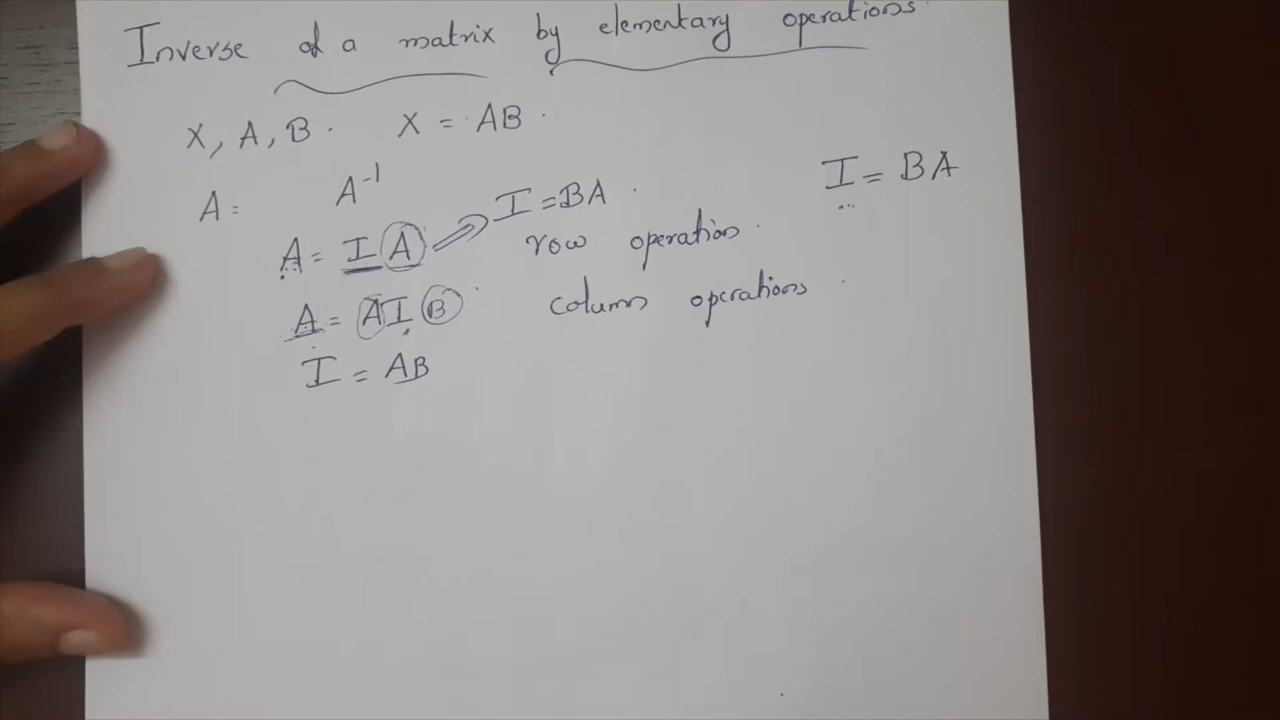 Inverse of a matrix by elementary operations.
X, A, B. X = AB.
A = A⁻¹
I = BA
A = I A ⇒ I = BA.
row operation.
A = A I B column operations.
I = AB